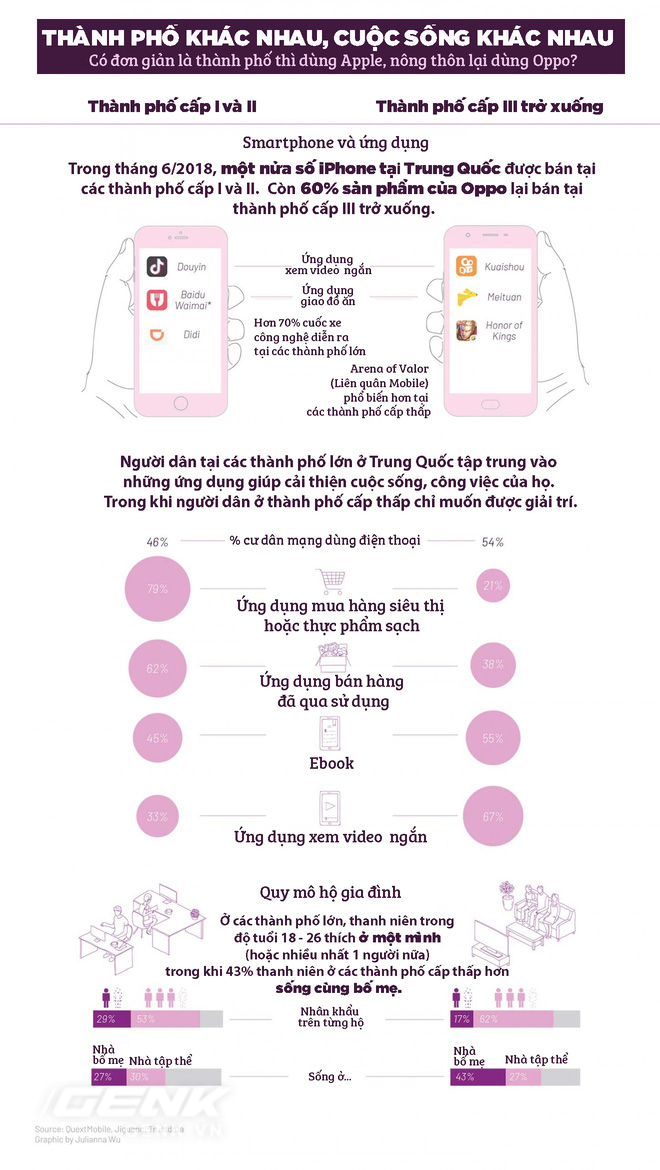 THÀNH PHỐ KHÁC NHAU, CUỘC SỐNG KHÁC NHAU
Có đơn giản là thành phố thì dùng Apple, nông thôn lại dùng Oppo?
Thành phố cấp I và II
Thành phố cấp III trở xuống
Smartphone và ứng dụng
Trong tháng 6/2018, một nửa số iPhone tại Trung Quốc được bán tại
các thành phố cấp I và II. Còn 60% sản phẩm của Oppo lại bán tại
thành phố cấp III trở xuống.
Douyin
Ứng dụng
xem video ngắn
Kuaishou
Baidu
Waimai*
Ứng dụng
giao đồ ăn
Meituan
Didi
Hơn 70% cuốc xe
công nghệ diễn ra
tại các thành phố lớn
Honor of
Kings
Arena of Valor
(Liên quân Mobile)
phổ biến hơn tại
các thành phố cấp thấp
Người dân tại các thành phố lớn ở Trung Quốc tập trung vào
những ứng dụng giúp cải thiện cuộc sống, công việc của họ.
Trong khi người dân ở thành phố cấp thấp chỉ muốn được giải trí.
46%
% cư dân mạng dùng điện thoại
54%
79%
21%
Ứng dụng mua hàng siêu thị
hoặc thực phẩm sạch
62%
38%
Ứng dụng bán hàng
đã qua sử dụng
45%
55%
Ebook
33%
67%
Ứng dụng xem video ngắn
Quy mô hộ gia đình
Ở các thành phố lớn, thanh niên trong
độ tuổi 18 - 26 thích ở một mình
(hoặc nhiều nhất 1 người nữa)
trong khi 43% thanh niên ở các thành phố cấp thấp hơn
sống cùng bố mẹ.
29%
53%
Nhân khẩu
trên từng hộ
17%
62%
Nhà
bố mẹ
Nhà tập thể
Nhà
bố mẹ
Nhà tập thể
27%
30%
Sống ở...
43%
27%
GENK
Source: QuextMobile, Jiguang,
Graphic by Julianna Wu